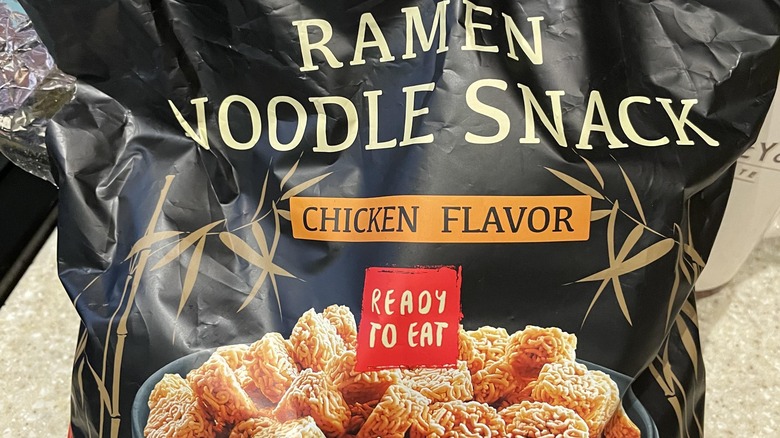 RAMEN
NOODLE SNACK
CHICKEN FLAVOR
READY
TO EAT